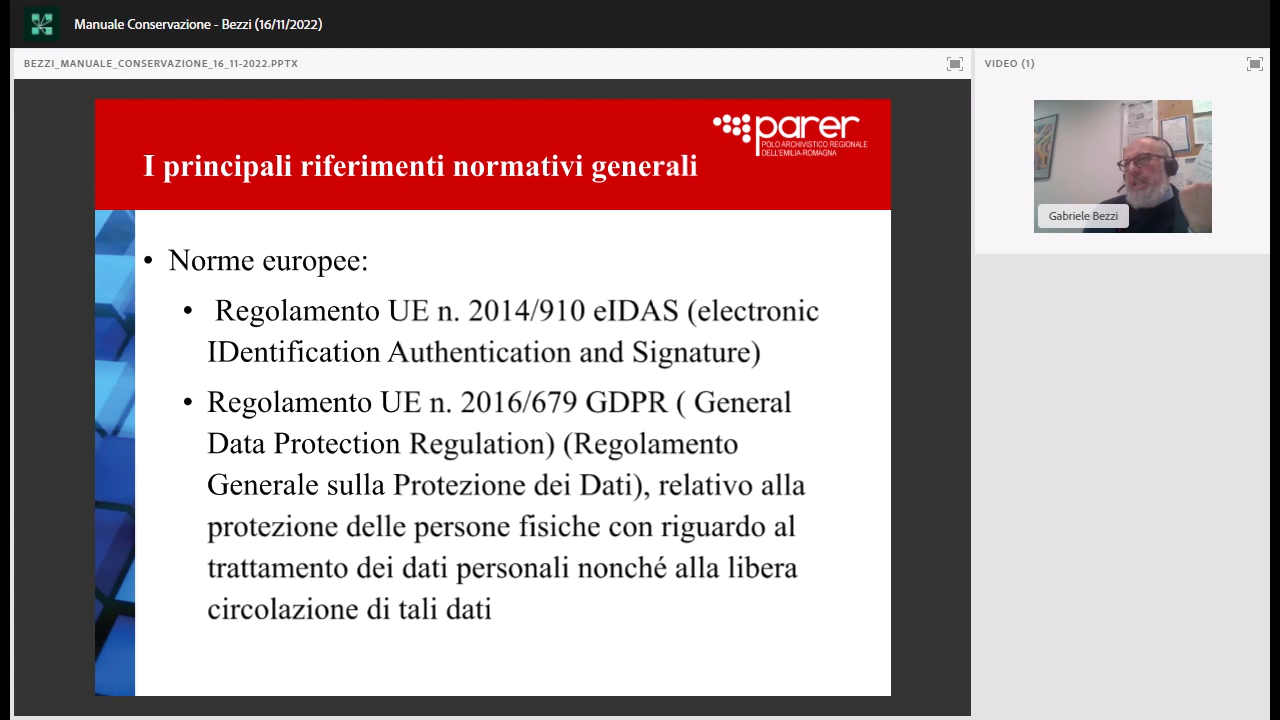 Manuale Conservazione - Bezzi (16/11/2022)
BEZZI_MANUALE_CONSERVAZIONE_16_11-2022.PPTX
VIDEO (1)
parer
POLO ARCHIVISTICO REGIONALE
DELL'EMILIA-ROMAGNA
I principali riferimenti normativi generali
• Norme europee:
• Regolamento UE n. 2014/910 eIDAS (electronic
IDentification Authentication and Signature)
• Regolamento UE n. 2016/679 GDPR ( General
Data Protection Regulation) (Regolamento
Generale sulla Protezione dei Dati), relativo alla
protezione delle persone fisiche con riguardo al
trattamento dei dati personali nonché alla libera
circolazione di tali dati
Gabriele Bezzi